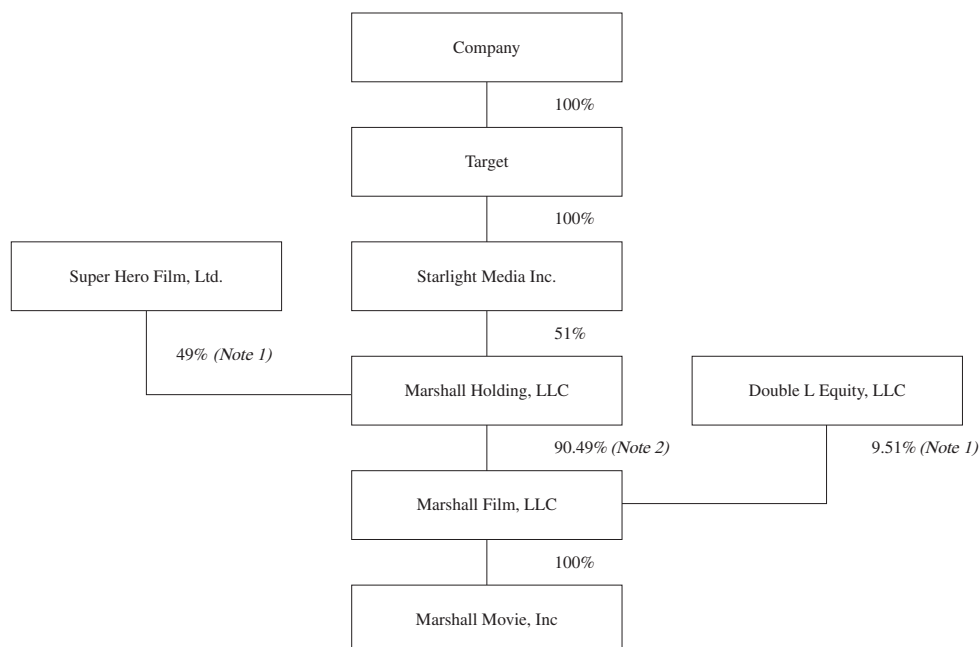 Company
100%
Target
100%
Super Hero Film, Ltd.
Starlight Media Inc.
49% (Note 1)
51%
Marshall Holding, LLC
Double L Equity, LLC
90.49% (Note 2)
9.51% (Note 1)
Marshall Film, LLC
100%
Marshall Movie, Inc